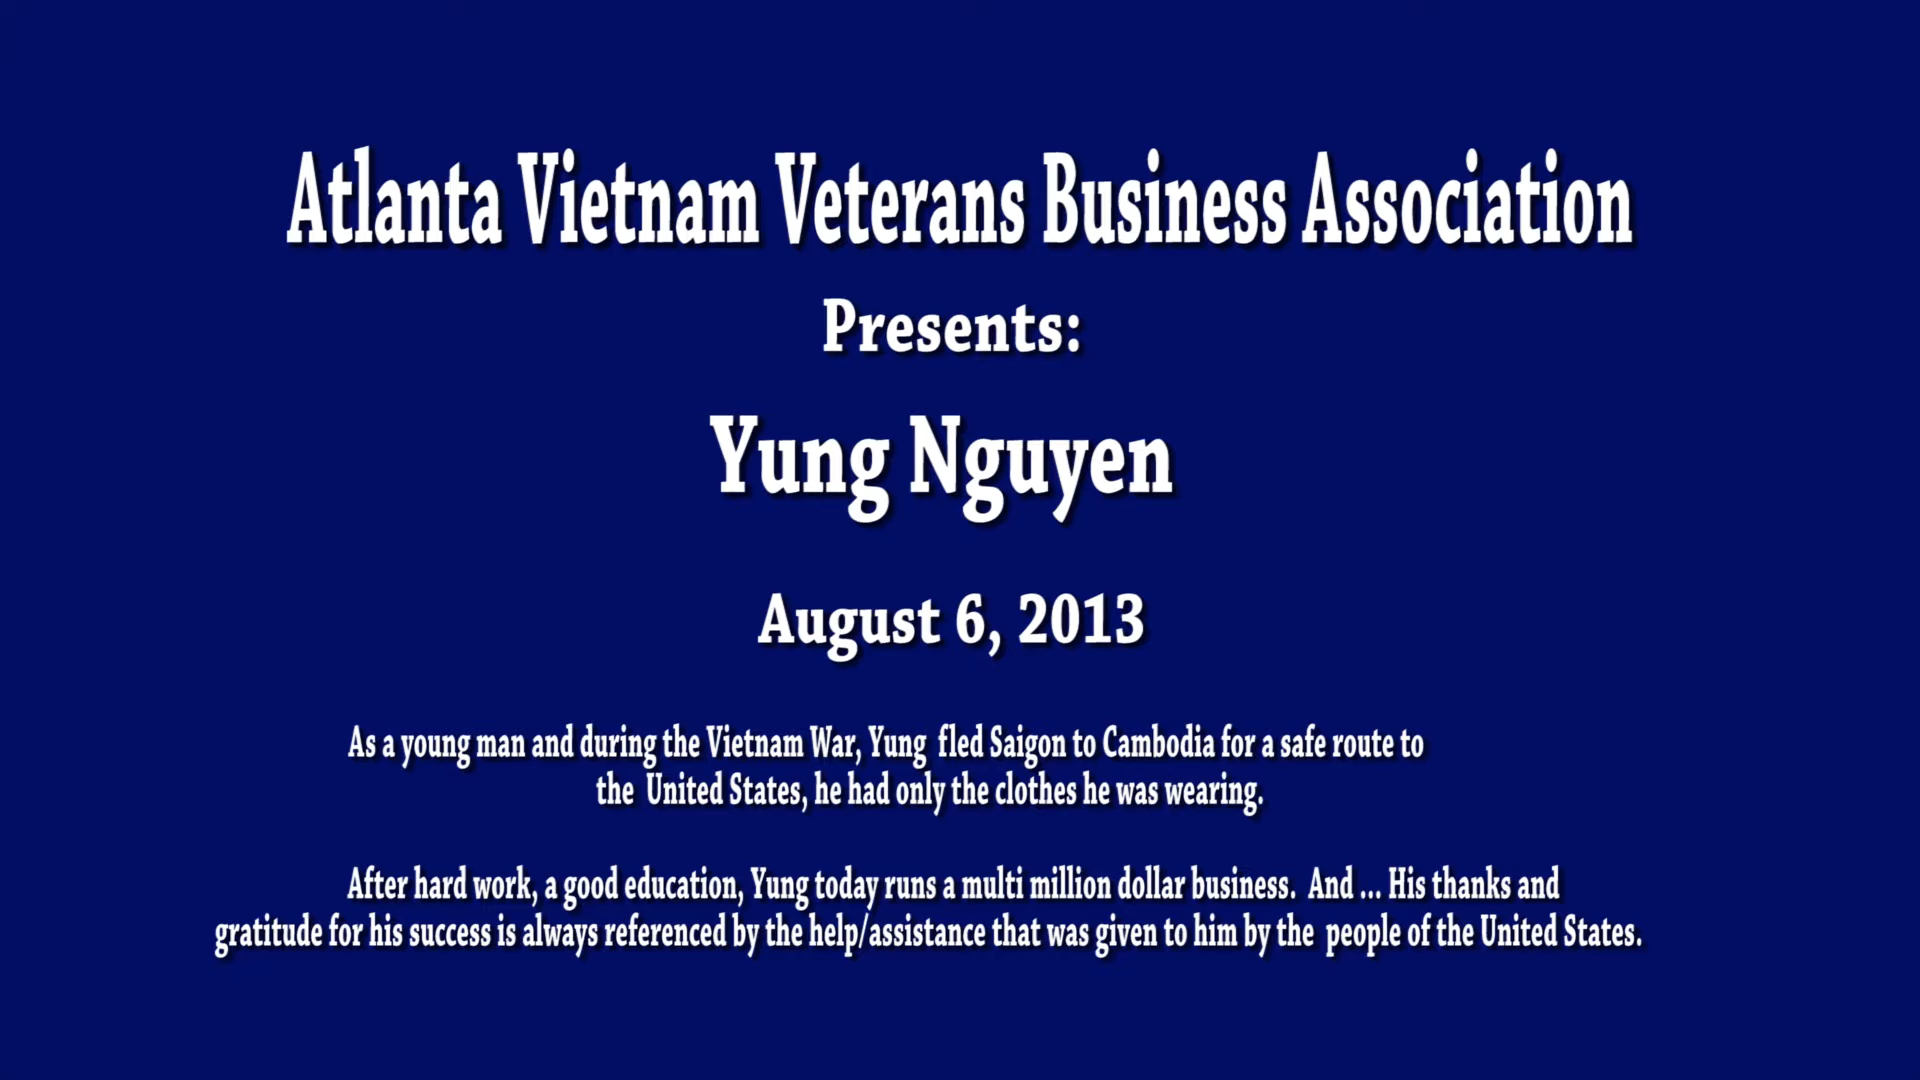 Atlanta Vietnam Veterans Business Association
Presents:
Yung Nguyen
August 6, 2013
As a young man and during the Vietnam War, Yung  fled Saigon to Cambodia for a safe route to
the  United States, he had only the clothes he was wearing.
After hard work, a good education, Yung today runs a multi million dollar business.  And ... His thanks and
gratitude for his success is always referenced by the help/assistance that was given to him by the  people of the United States.